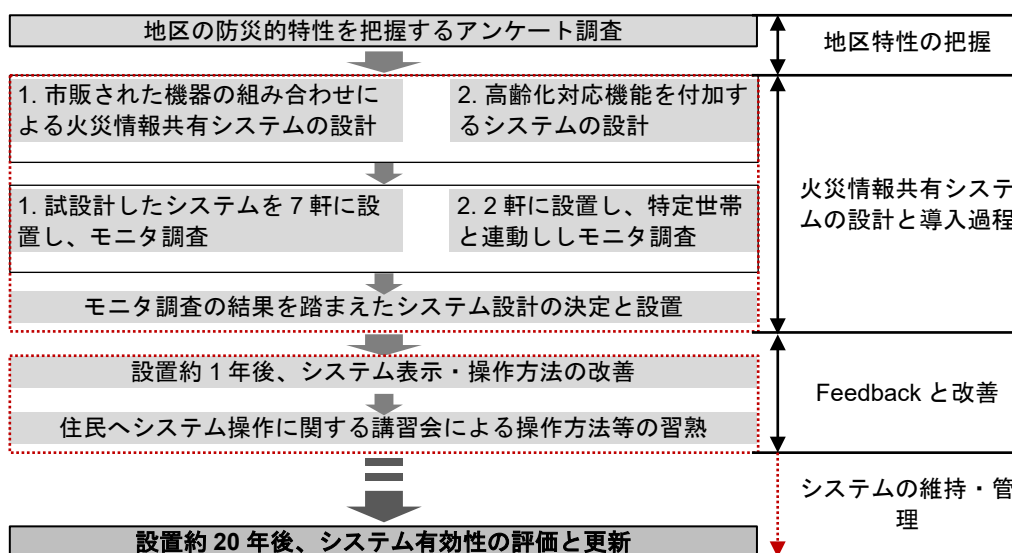 地区の防災的特性を把握するアンケート調査
地区特性の把握
1. 市販された機器の組み合わせに
よる火災情報共有システムの設計
2. 高齢化対応機能を付加す
るシステムの設計
1. 試設計したシステムを 7 軒に設
置し、モニタ調査
2. 2 軒に設置し、特定世帯
と連動ししモニタ調査
モニタ調査の結果を踏まえたシステム設計の決定と設置
火災情報共有システ
ムの設計と導入過程
設置約 1 年後、システム表示・操作方法の改善
住民へシステム操作に関する講習会による操作方法等の習熟
Feedback と改善
システムの維持・管
理
設置約 20 年後、システム有効性の評価と更新